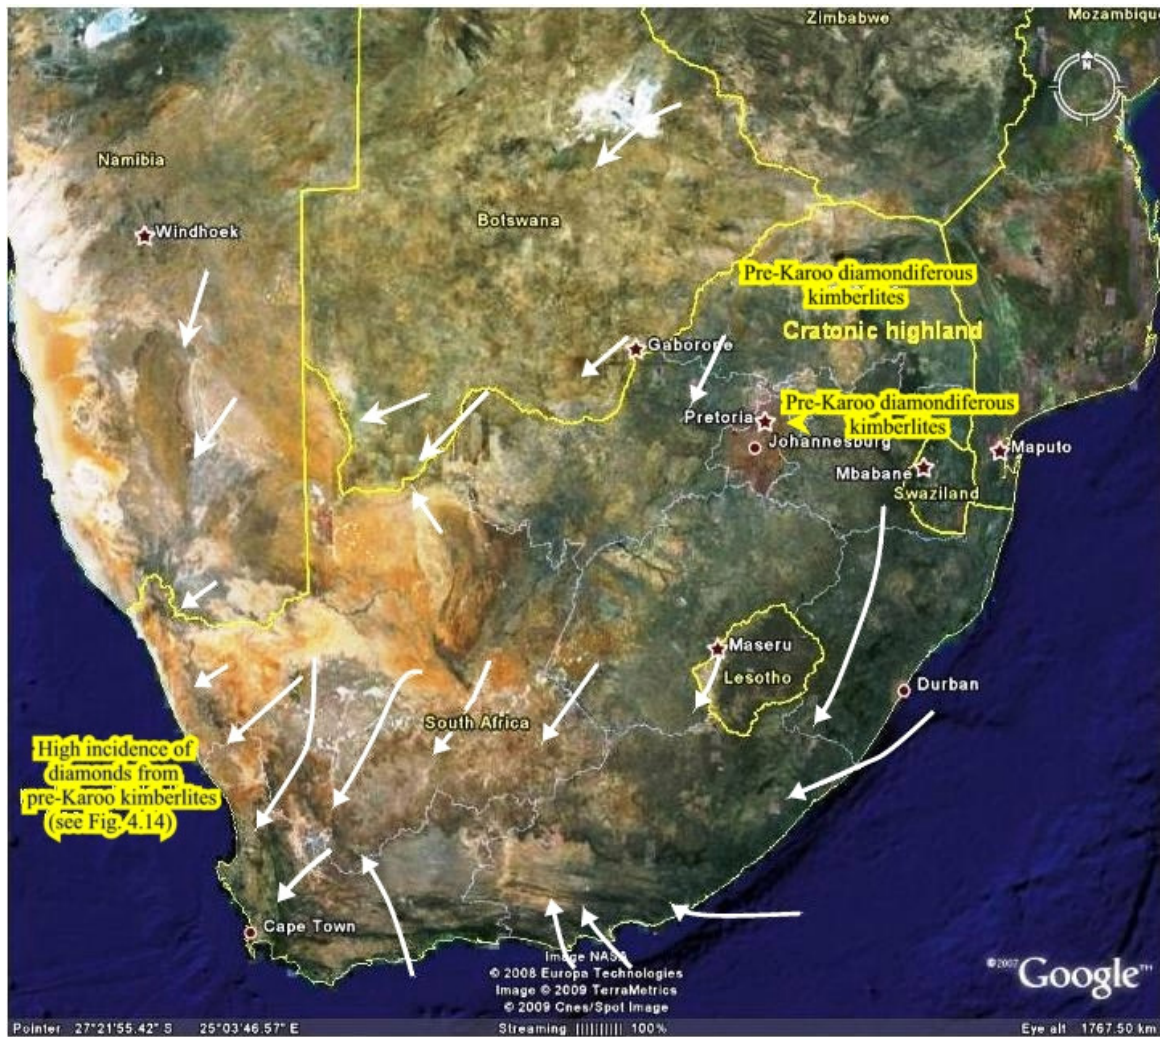 Zimbabwe
Mozambique
N
Namibia
Windhoek
Botswana
Pre-Karoo diamondiferous
kimberlites
Cratonic highland
Gaborone
Pre-Karoo diamondiferous
kimberlites
Pretoria
Johannesburg
Maputo
Mbabane
Swaziland
Maseru
Lesotho
Durban
South Africa
High incidence of
diamonds from
pre-Karoo kimberlites
(see Fig. 4.14)
Cape Town
Image NASA
© 2008 Europa Technologies
Image © 2009 TerraMetrics
© 2009 Cnes/Spot Image
©2007 Google™
Pointer 27°21'55.42" S 25°03'46.57" E Streaming ||||||||| 100% Eye alt 1767.50 km